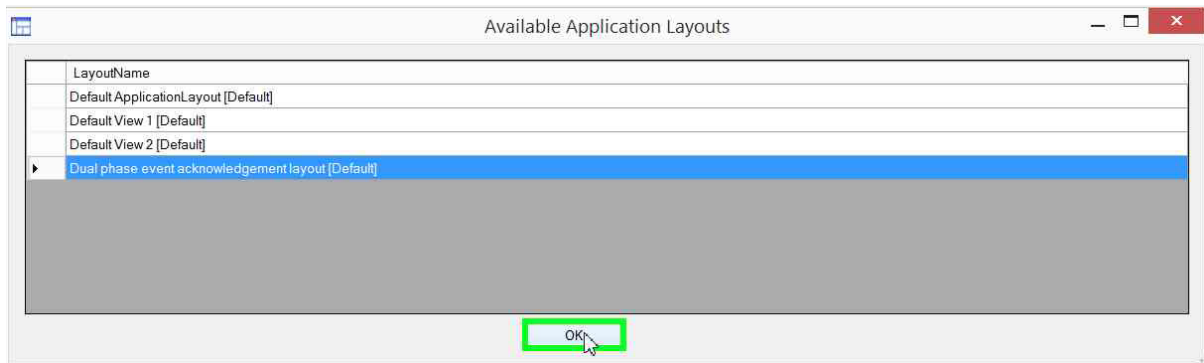 Available Application Layouts
LayoutName
Default ApplicationLayout [Default]
Default View 1 [Default]
Default View 2 [Default]
Dual phase event acknowledgement layout [Default]
OK